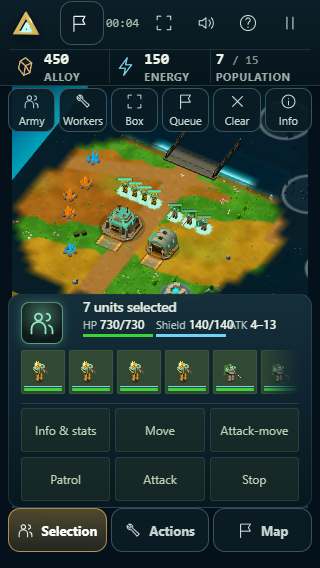 00:04
450
ALLOY
150
ENERGY
7 / 15
POPULATION
Army
Workers
Box
Queue
Clear
Info
7 units selected
HP 730/730 Shield 140/140 ATK 4–13
Info & stats
Move
Attack-move
Patrol
Attack
Stop
Selection
Actions
Map